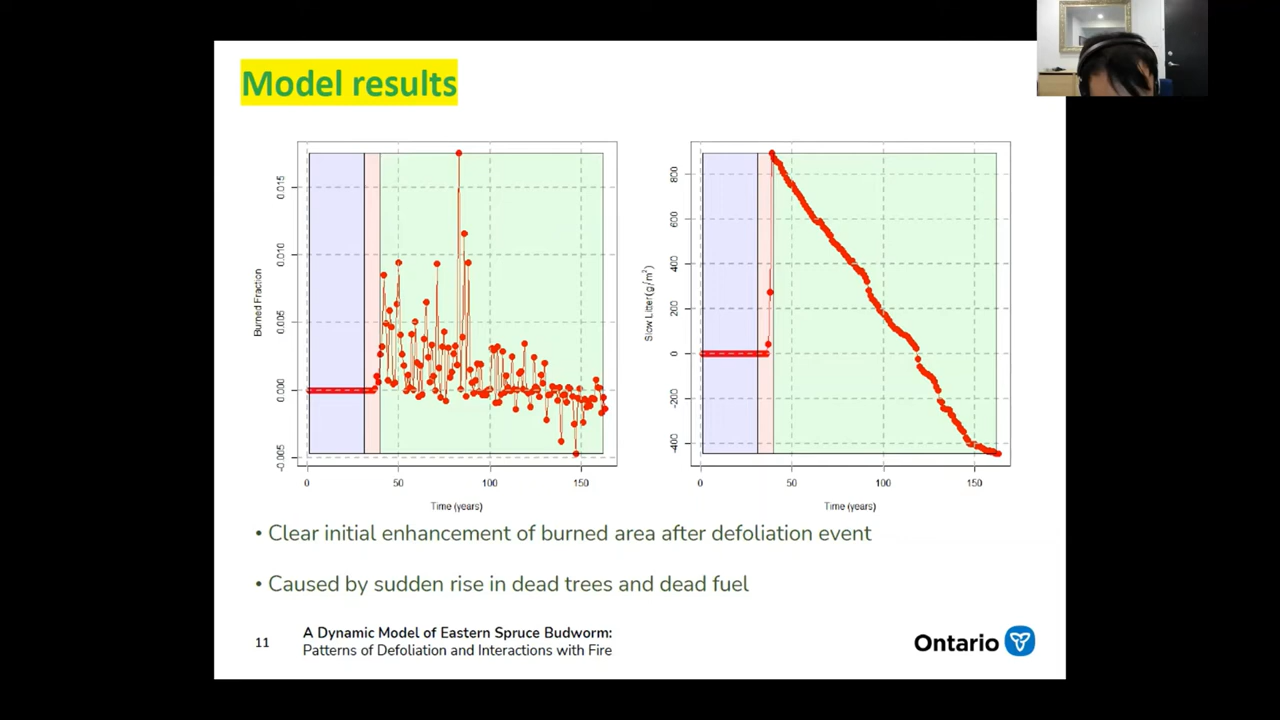 Model results
0.015
0.010
0.005
0.000
-0.005
Burned Fraction
0
50
100
150
Time (years)
800
600
400
200
0
-200
-400
Slow Litter(g/m²)
0
50
100
150
Time (years)
• Clear initial enhancement of burned area after defoliation event
• Caused by sudden rise in dead trees and dead fuel
11
A Dynamic Model of Eastern Spruce Budworm:
Patterns of Defoliation and Interactions with Fire
Ontario